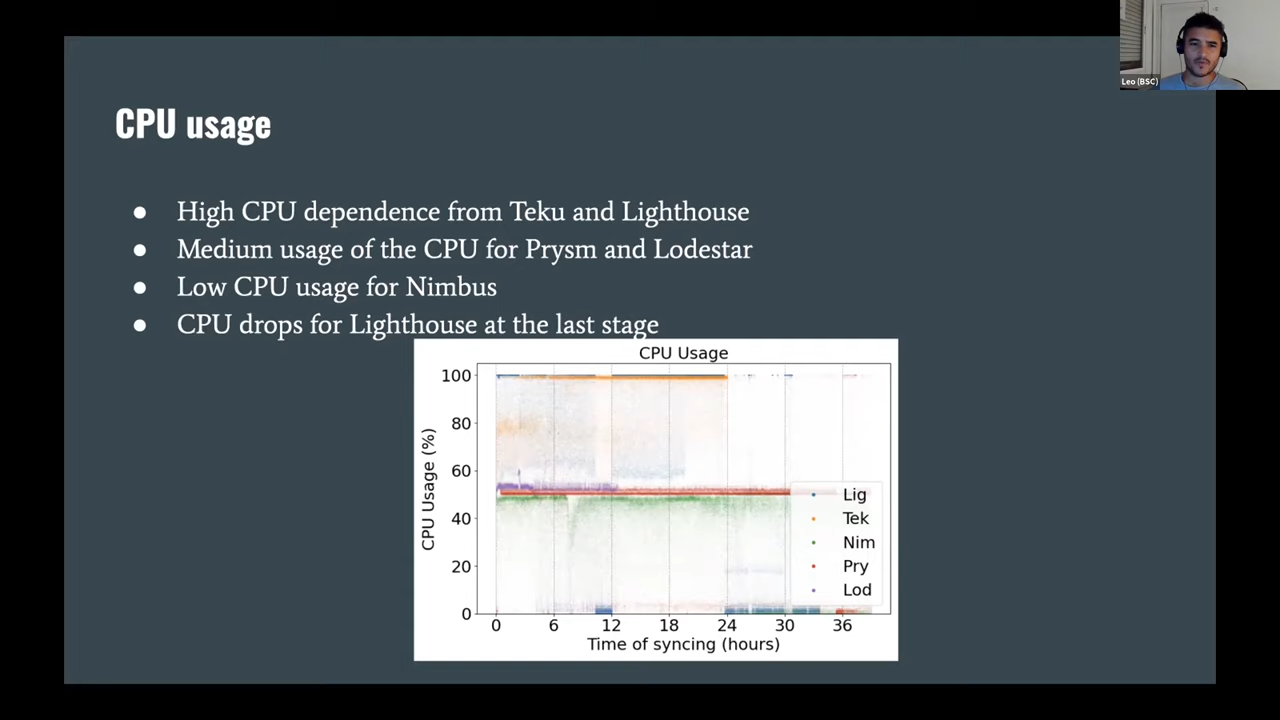 Leo (BSC)
CPU usage
● High CPU dependence from Teku and Lighthouse
● Medium usage of the CPU for Prysm and Lodestar
● Low CPU usage for Nimbus
● CPU drops for Lighthouse at the last stage
CPU Usage
100
80
60
40
20
0
CPU Usage (%)
Lig
Tek
Nim
Pry
Lod
0 6 12 18 24 30 36
Time of syncing (hours)